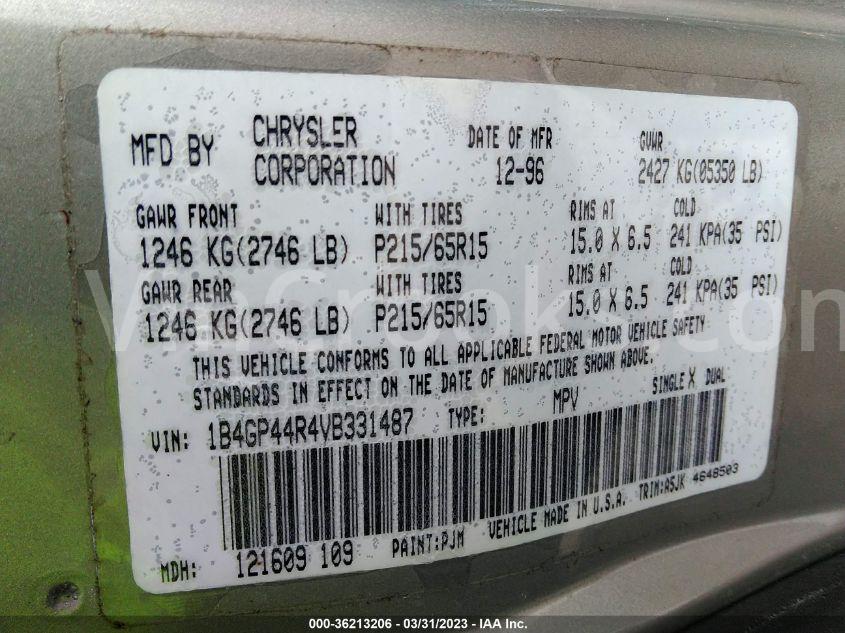 MFD BY CHRYSLER CORPORATION DATE OF MFR 12-96 GVWR 2427 KG(05350 LB)
GAWR FRONT WITH TIRES RIMS AT COLD
1246 KG(2746 LB) P215/65R15 15.0 X 6.5 241 KPA(35 PSI)
GAWR REAR WITH TIRES RIMS AT COLD
1246 KG(2746 LB) P215/65R15 15.0 X 6.5 241 KPA(35 PSI)
THIS VEHICLE CONFORMS TO ALL APPLICABLE FEDERAL MOTOR VEHICLE SAFETY
STANDARDS IN EFFECT ON THE DATE OF MANUFACTURE SHOWN ABOVE.
VIN: 1B4GP44R4VB331487 TYPE: MPV SINGLE X DUAL
MDH: 121609 109 PAINT:PJM VEHICLE MADE IN U.S.A. TRIM:A5JK 4648503
000-36213206 - 03/31/2023 - IAA Inc.